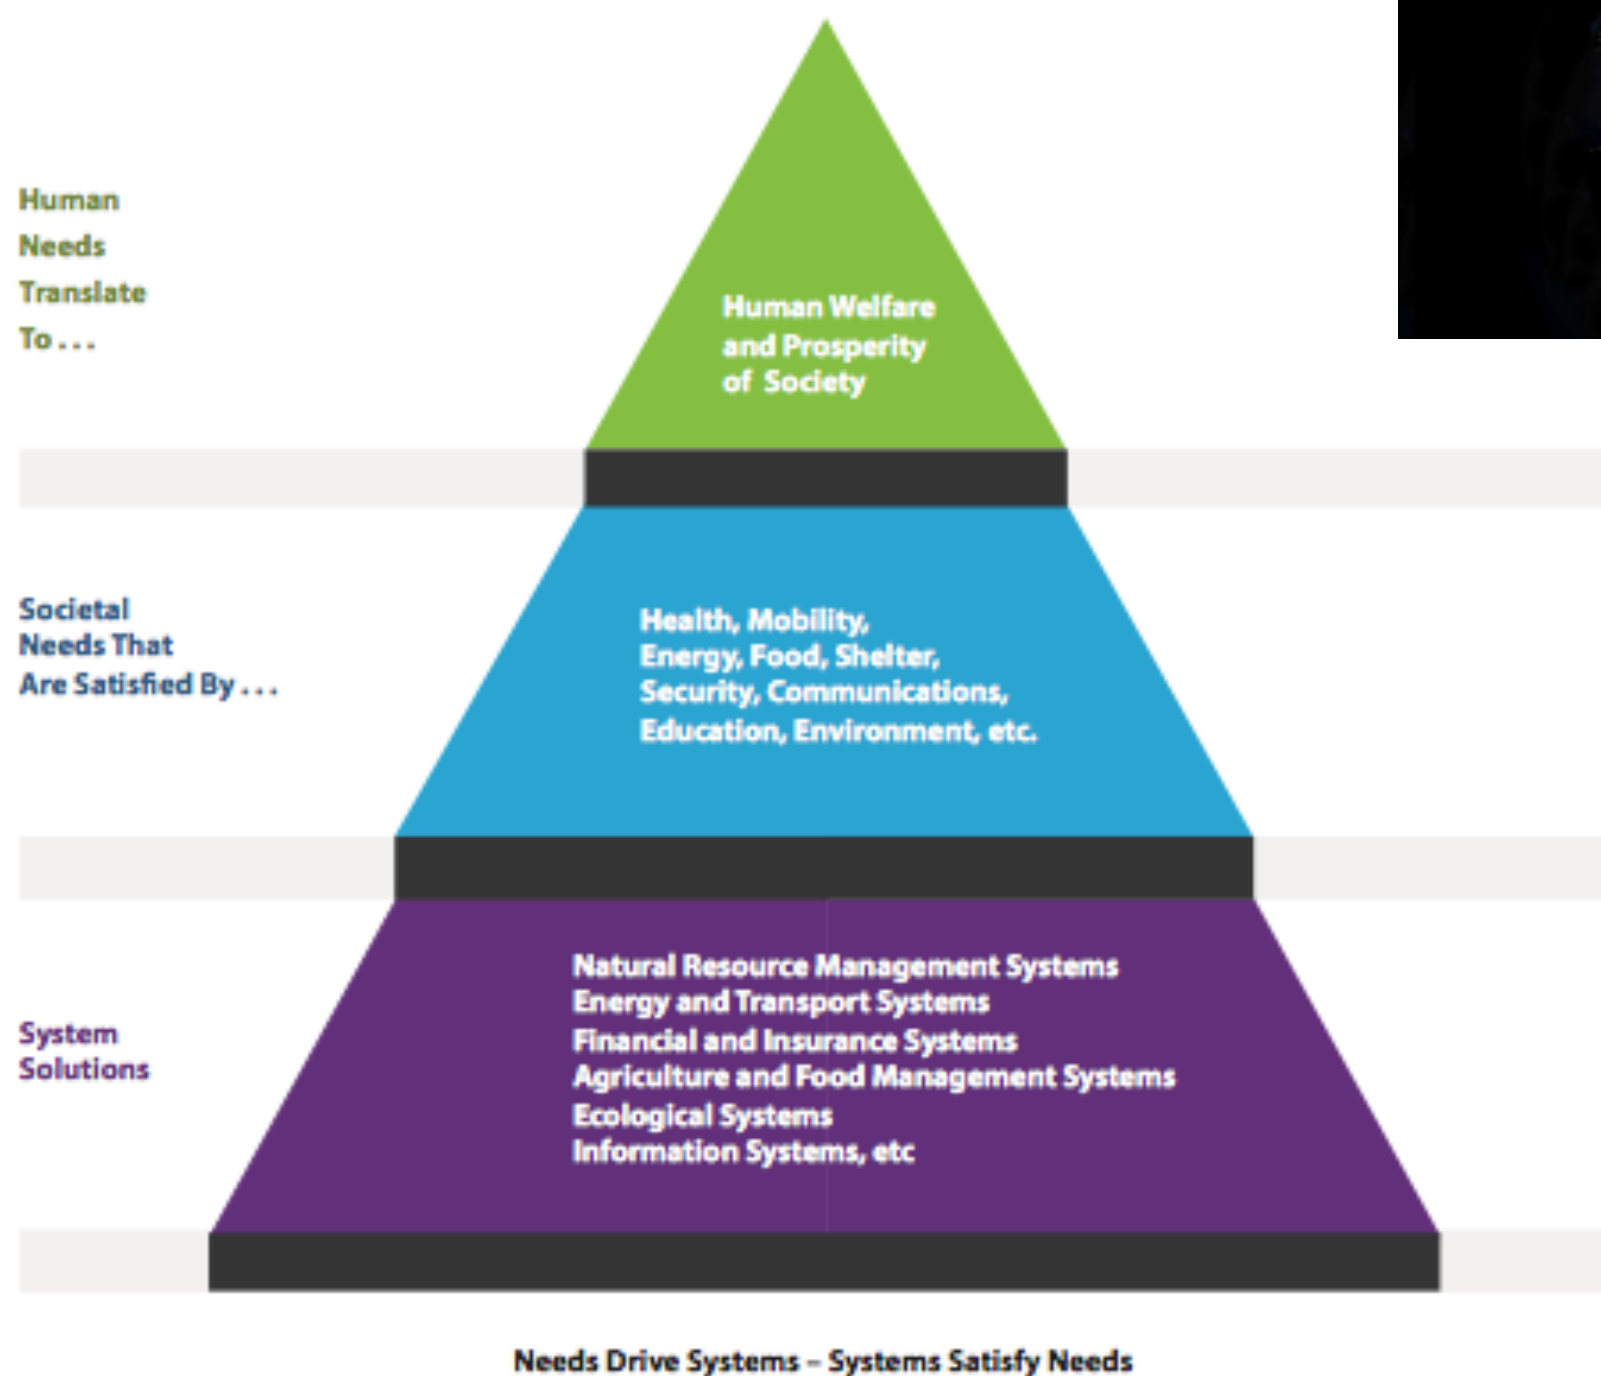 Human
Needs
Translate
To . . .
Human Welfare
and Prosperity
of Society
Societal
Needs That
Are Satisfied By . . .
Health, Mobility,
Energy, Food, Shelter,
Security, Communications,
Education, Environment, etc.
System
Solutions
Natural Resource Management Systems
Energy and Transport Systems
Financial and Insurance Systems
Agriculture and Food Management Systems
Ecological Systems
Information Systems, etc
Needs Drive Systems – Systems Satisfy Needs